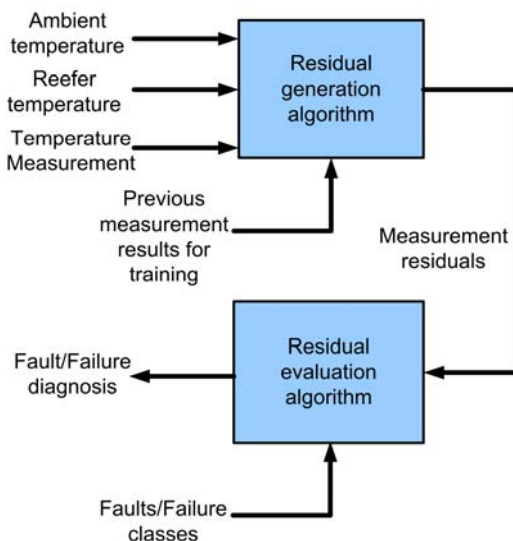 Ambient
temperature
Reefer
temperature
Temperature
Measurement
Residual
generation
algorithm
Previous
measurement
results for
training
Measurement
residuals
Fault/Failure
diagnosis
Residual
evaluation
algorithm
Faults/Failure
classes